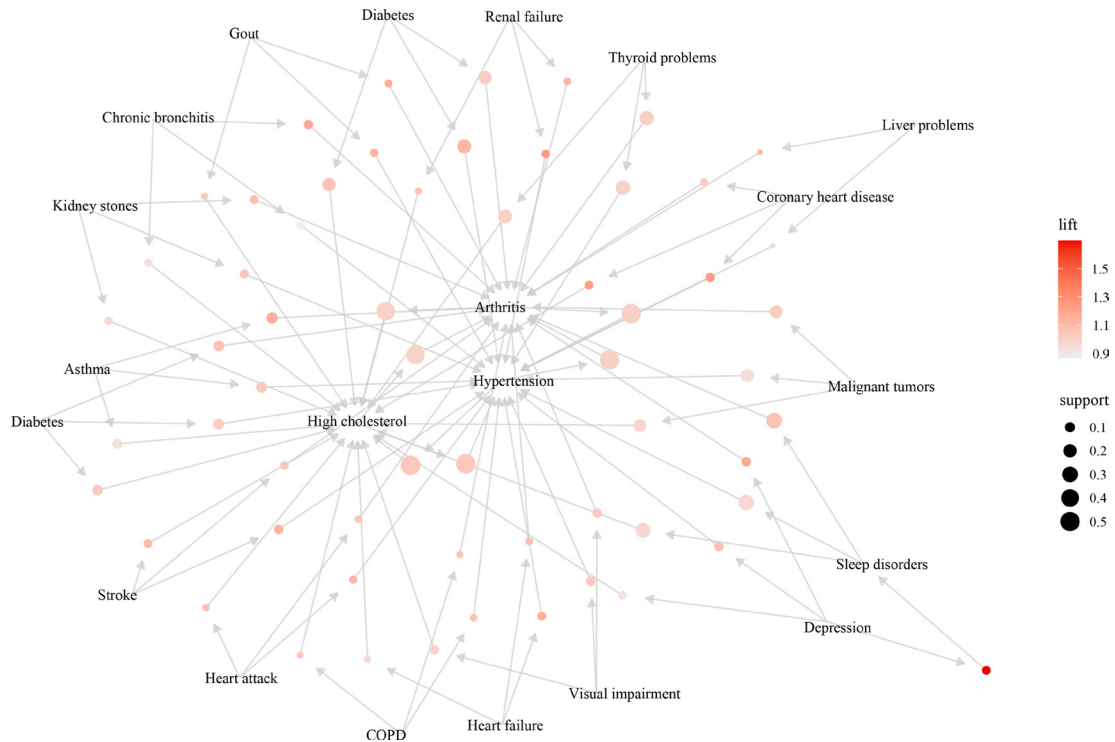 Diabetes
Renal failure
Gout
Thyroid problems
Chronic bronchitis
Liver problems
Kidney stones
Coronary heart disease
lift
1.5
1.3
1.1
0.9
Arthritis
Asthma
Hypertension
Malignant tumors
Diabetes
High cholesterol
support
0.1
0.2
0.3
0.4
0.5
Sleep disorders
Stroke
Depression
Heart attack
Visual impairment
COPD
Heart failure